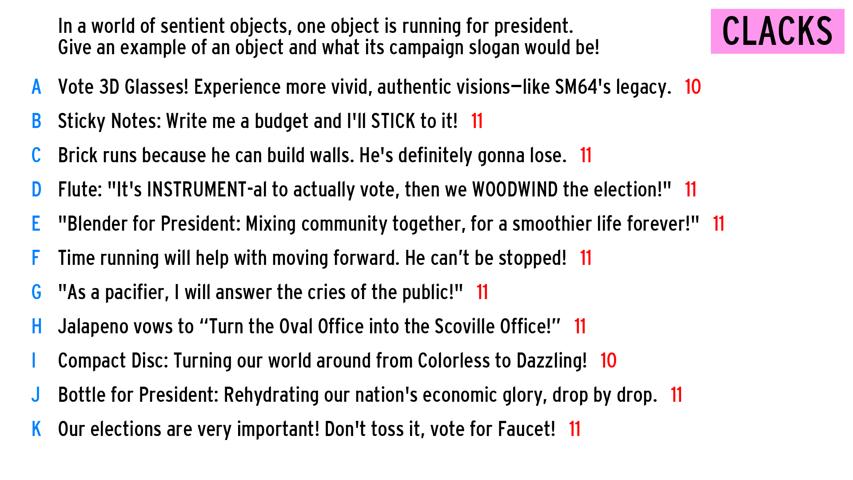 In a world of sentient objects, one object is running for president.
Give an example of an object and what its campaign slogan would be!
CLACKS
A Vote 3D Glasses! Experience more vivid, authentic visions—like SM64's legacy. 10
B Sticky Notes: Write me a budget and I'll STICK to it! 11
C Brick runs because he can build walls. He's definitely gonna lose. 11
D Flute: "It's INSTRUMENT-al to actually vote, then we WOODWIND the election!" 11
E "Blender for President: Mixing community together, for a smoothier life forever!" 11
F Time running will help with moving forward. He can’t be stopped! 11
G "As a pacifier, I will answer the cries of the public!" 11
H Jalapeno vows to “Turn the Oval Office into the Scoville Office!” 11
I Compact Disc: Turning our world around from Colorless to Dazzling! 10
J Bottle for President: Rehydrating our nation's economic glory, drop by drop. 11
K Our elections are very important! Don't toss it, vote for Faucet! 11